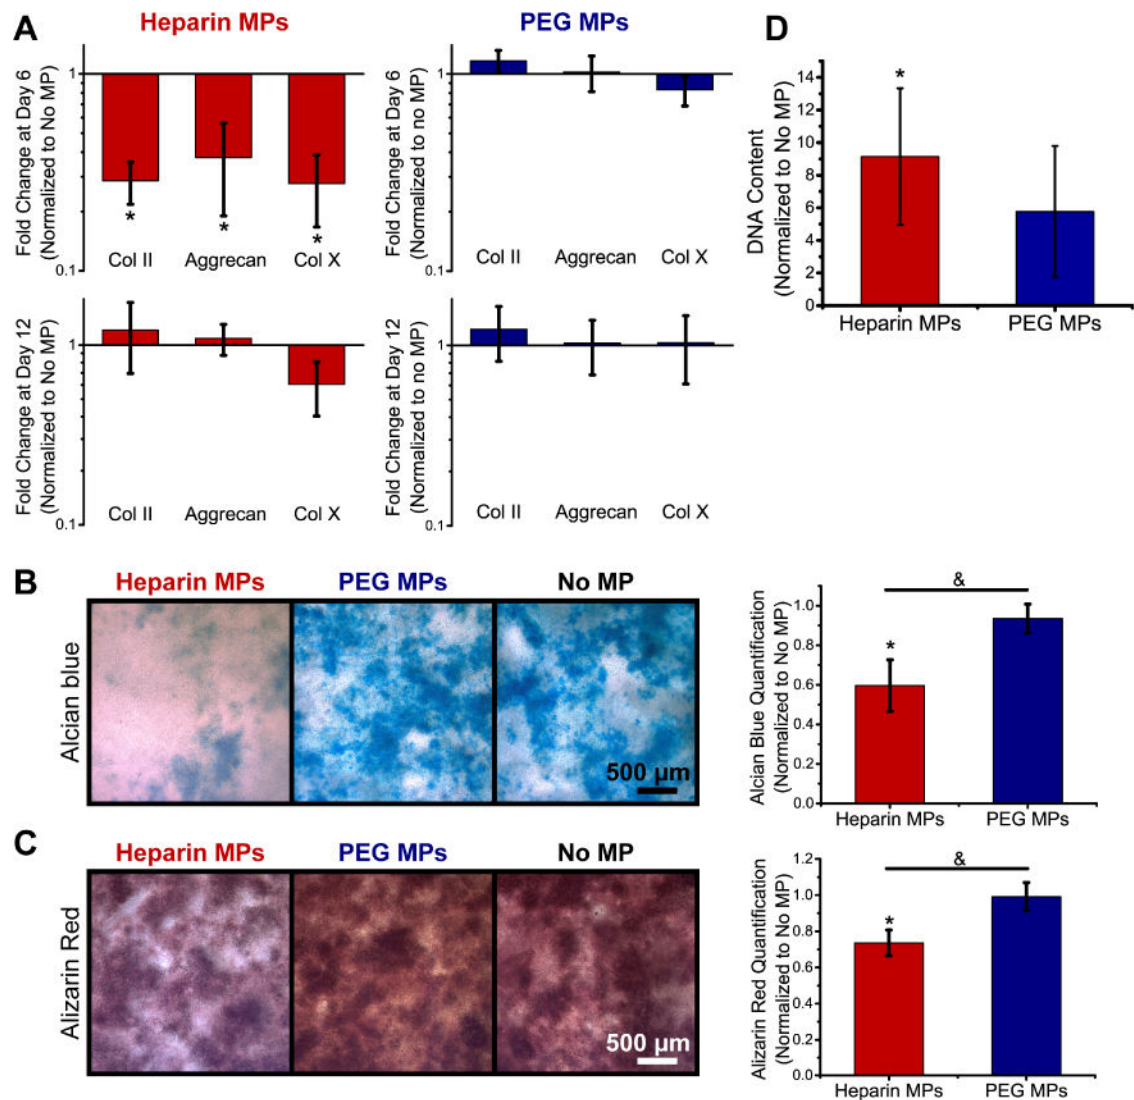 A
Heparin MPs
PEG MPs
Fold Change at Day 6
(Normalized to No MP)
1
0.1
*
*
*
Col II Aggrecan Col X
Fold Change at Day 6
(Normalized to no MP)
1
0.1
Col II Aggrecan Col X
Fold Change at Day 12
(Normalized to No MP)
1
0.1
Col II Aggrecan Col X
Fold Change at Day 12
(Normalized to no MP)
1
0.1
Col II Aggrecan Col X
D
DNA Content
(Normalized to No MP)
14
12
10
8
6
4
2
0
*
Heparin MPs PEG MPs
B
Heparin MPs PEG MPs No MP
Alcian blue
500 µm
Alcian Blue Quantification
(Normalized to No MP)
1.0
0.8
0.6
0.4
0.2
0.0
&
*
Heparin MPs PEG MPs
C
Heparin MPs PEG MPs No MP
Alizarin Red
500 µm
Alizarin Red Quantification
(Normalized to No MP)
1.2
1.0
0.8
0.6
0.4
0.2
0.0
&
*
Heparin MPs PEG MPs